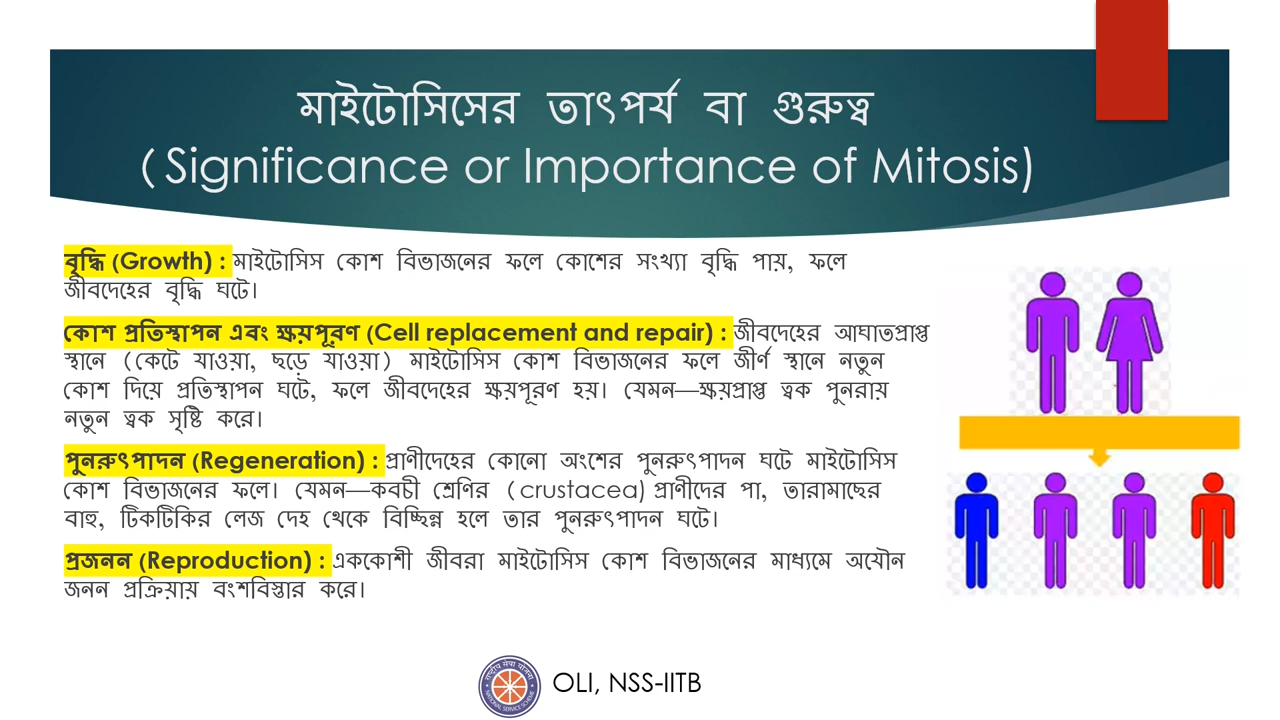 মাইটোসিসের তাৎপর্য বা গুরুত্ব
(Significance or Importance of Mitosis)
বৃদ্ধি (Growth) : মাইটোসিস কোশ বিভাজনের ফলে কোশের সংখ্যা বৃদ্ধি পায়, ফলে
জীবদেহের বৃদ্ধি ঘটে।
কোশ প্রতিস্থাপন এবং ক্ষয়পূরণ (Cell replacement and repair) : জীবদেহের আঘাতপ্রাপ্ত
স্থানে (কেটে যাওয়া, ছড়ে যাওয়া) মাইটোসিস কোশ বিভাজনের ফলে জীর্ণ স্থানে নতুন
কোশ দিয়ে প্রতিস্থাপন ঘটে, ফলে জীবদেহের ক্ষয়পূরণ হয়। যেমন—ক্ষয়প্রাপ্ত ত্বক পুনরায়
নতুন ত্বক সৃষ্টি করে।
পুনরুৎপাদন (Regeneration) : প্রাণীদেহের কোনো অংশের পুনরুৎপাদন ঘটে মাইটোসিস
কোশ বিভাজনের ফলে। যেমন—কবচী শ্রেণির (crustacea) প্রাণীদের পা, তারামাছের
বাহু, টিকটিকির লেজ দেহ থেকে বিচ্ছিন্ন হলে তার পুনরুৎপাদন ঘটে।
প্রজনন (Reproduction) : এককোশী জীবরা মাইটোসিস কোশ বিভাজনের মাধ্যমে অযৌন
জনন প্রক্রিয়ায় বংশবিস্তার করে।
राष्ट्रीय सेवा योजना
NATIONAL SERVICE SCHEME
OLI, NSS-IITB